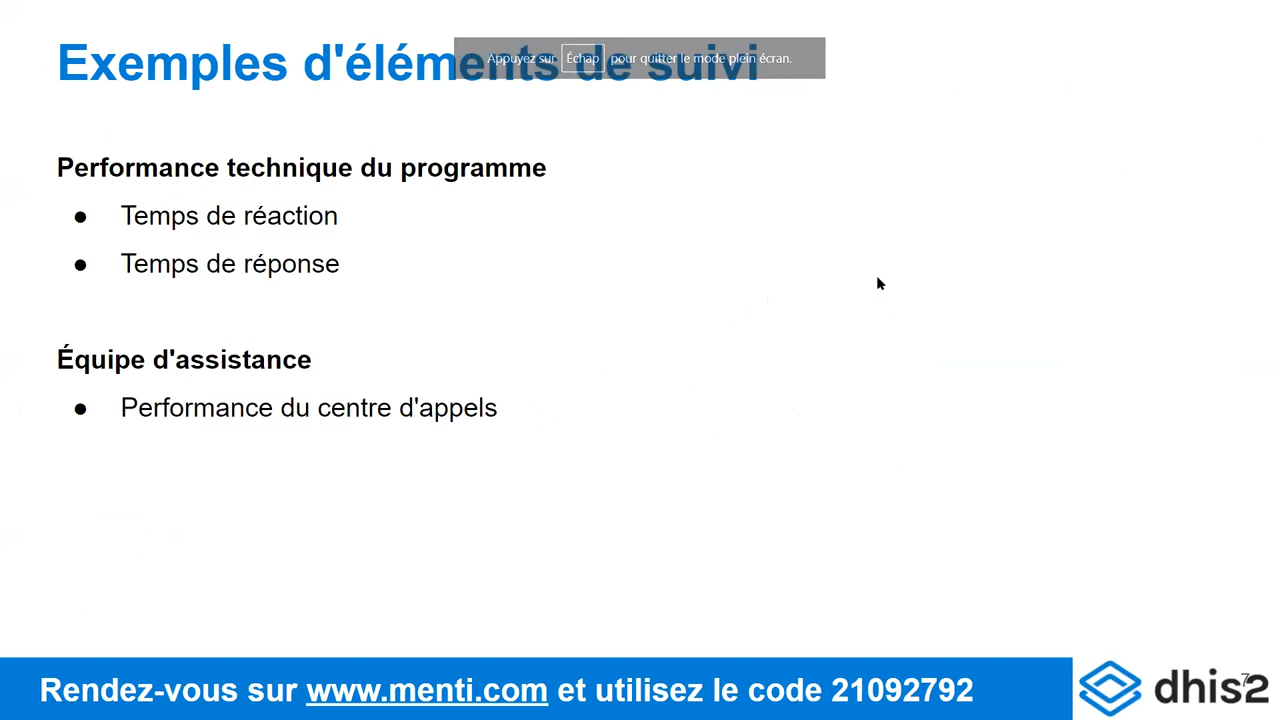 Exemples d'éléments de suivi
Appuyez sur Échap pour quitter le mode plein écran.
Performance technique du programme
● Temps de réaction
● Temps de réponse
Équipe d'assistance
● Performance du centre d'appels
Rendez-vous sur www.menti.com et utilisez le code 21092792
dhis2
7